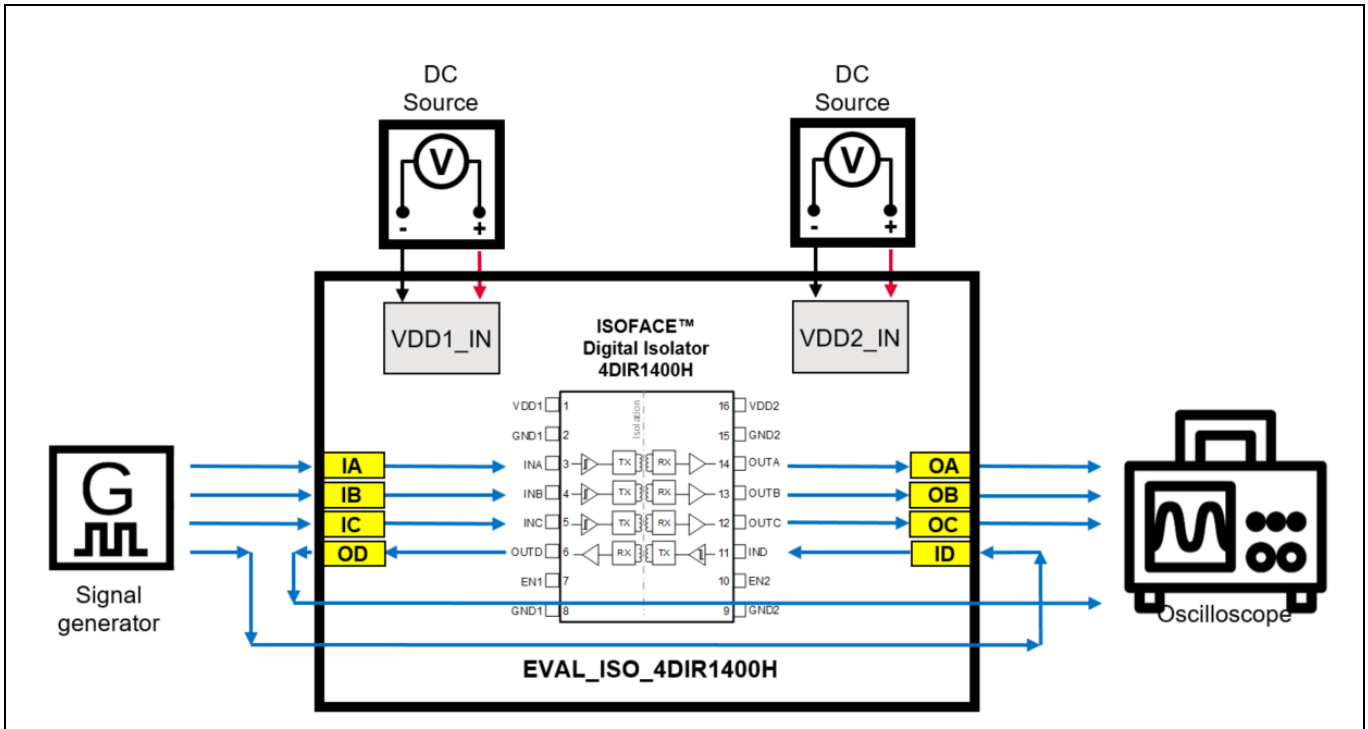 DC
Source
DC
Source
V
V
- +
- +
VDD1_IN
VDD2_IN
ISOFACE™
Digital Isolator
4DIR1400H
Isolation
VDD1 1 16 VDD2
GND1 2 15 GND2
IA INA 3 TX RX 14 OUTA OA
IB INB 4 TX RX 13 OUTB OB
IC INC 5 TX RX 12 OUTC OC
OD OUTD 6 RX TX 11 IND ID
EN1 7 10 EN2
GND1 8 9 GND2
G
Signal
generator
Oscilloscope
EVAL_ISO_4DIR1400H